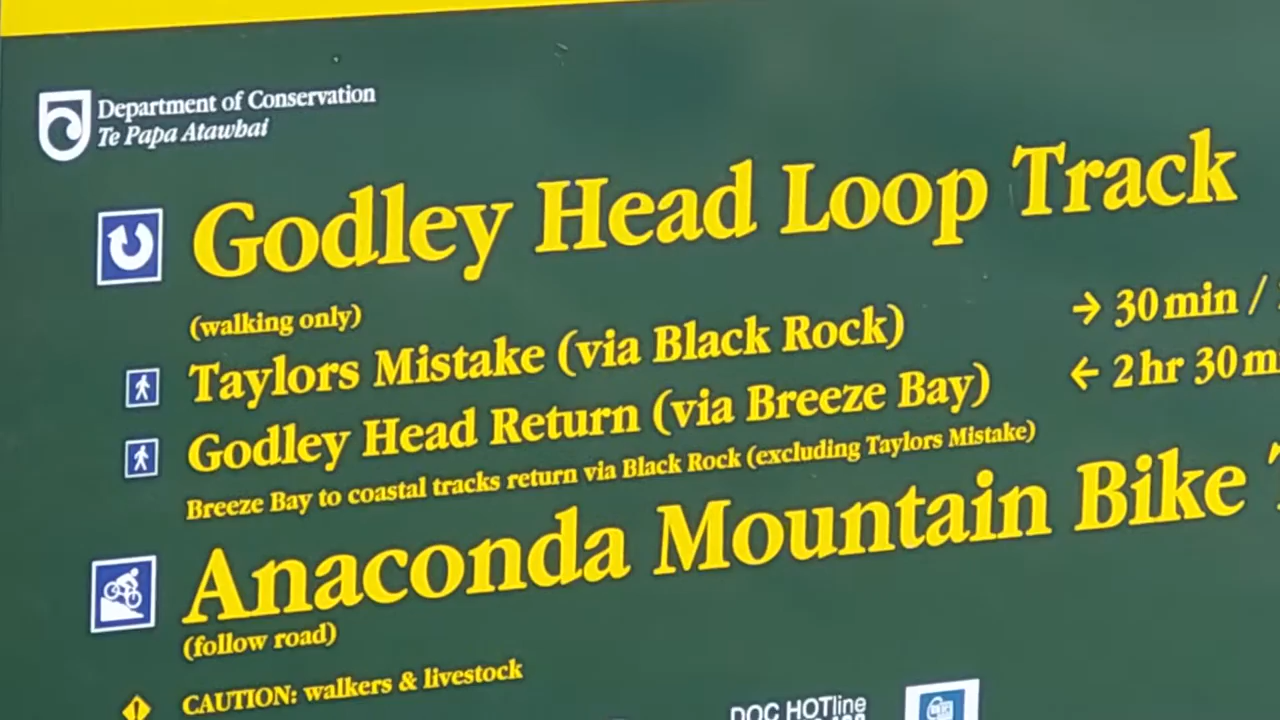 Department of Conservation
Te Papa Atawhai
Godley Head Loop Track
(walking only)
Taylors Mistake (via Black Rock) → 30 min /
Godley Head Return (via Breeze Bay) ← 2 hr 30 m
Breeze Bay to coastal tracks return via Black Rock (excluding Taylors Mistake)
Anaconda Mountain Bike
(follow road)
CAUTION: walkers & livestock
DOC HOTline